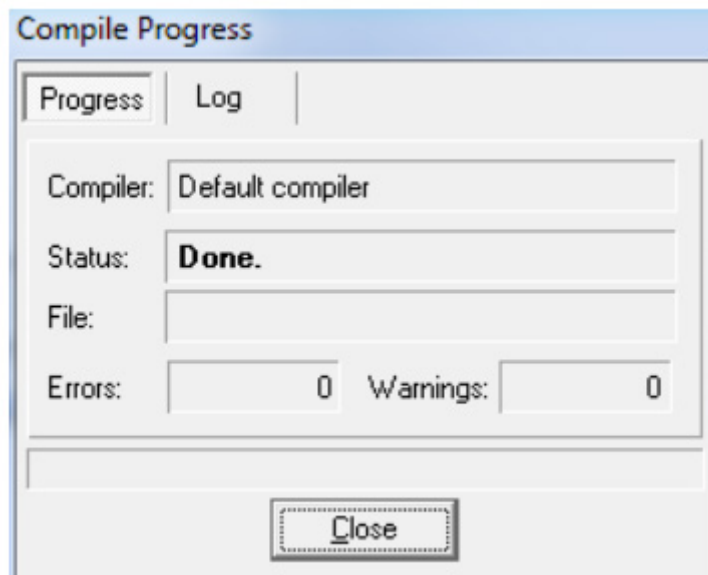 Compile Progress
Progress Log
Compiler: Default compiler
Status: Done.
File:
Errors: 0 Warnings: 0
Close